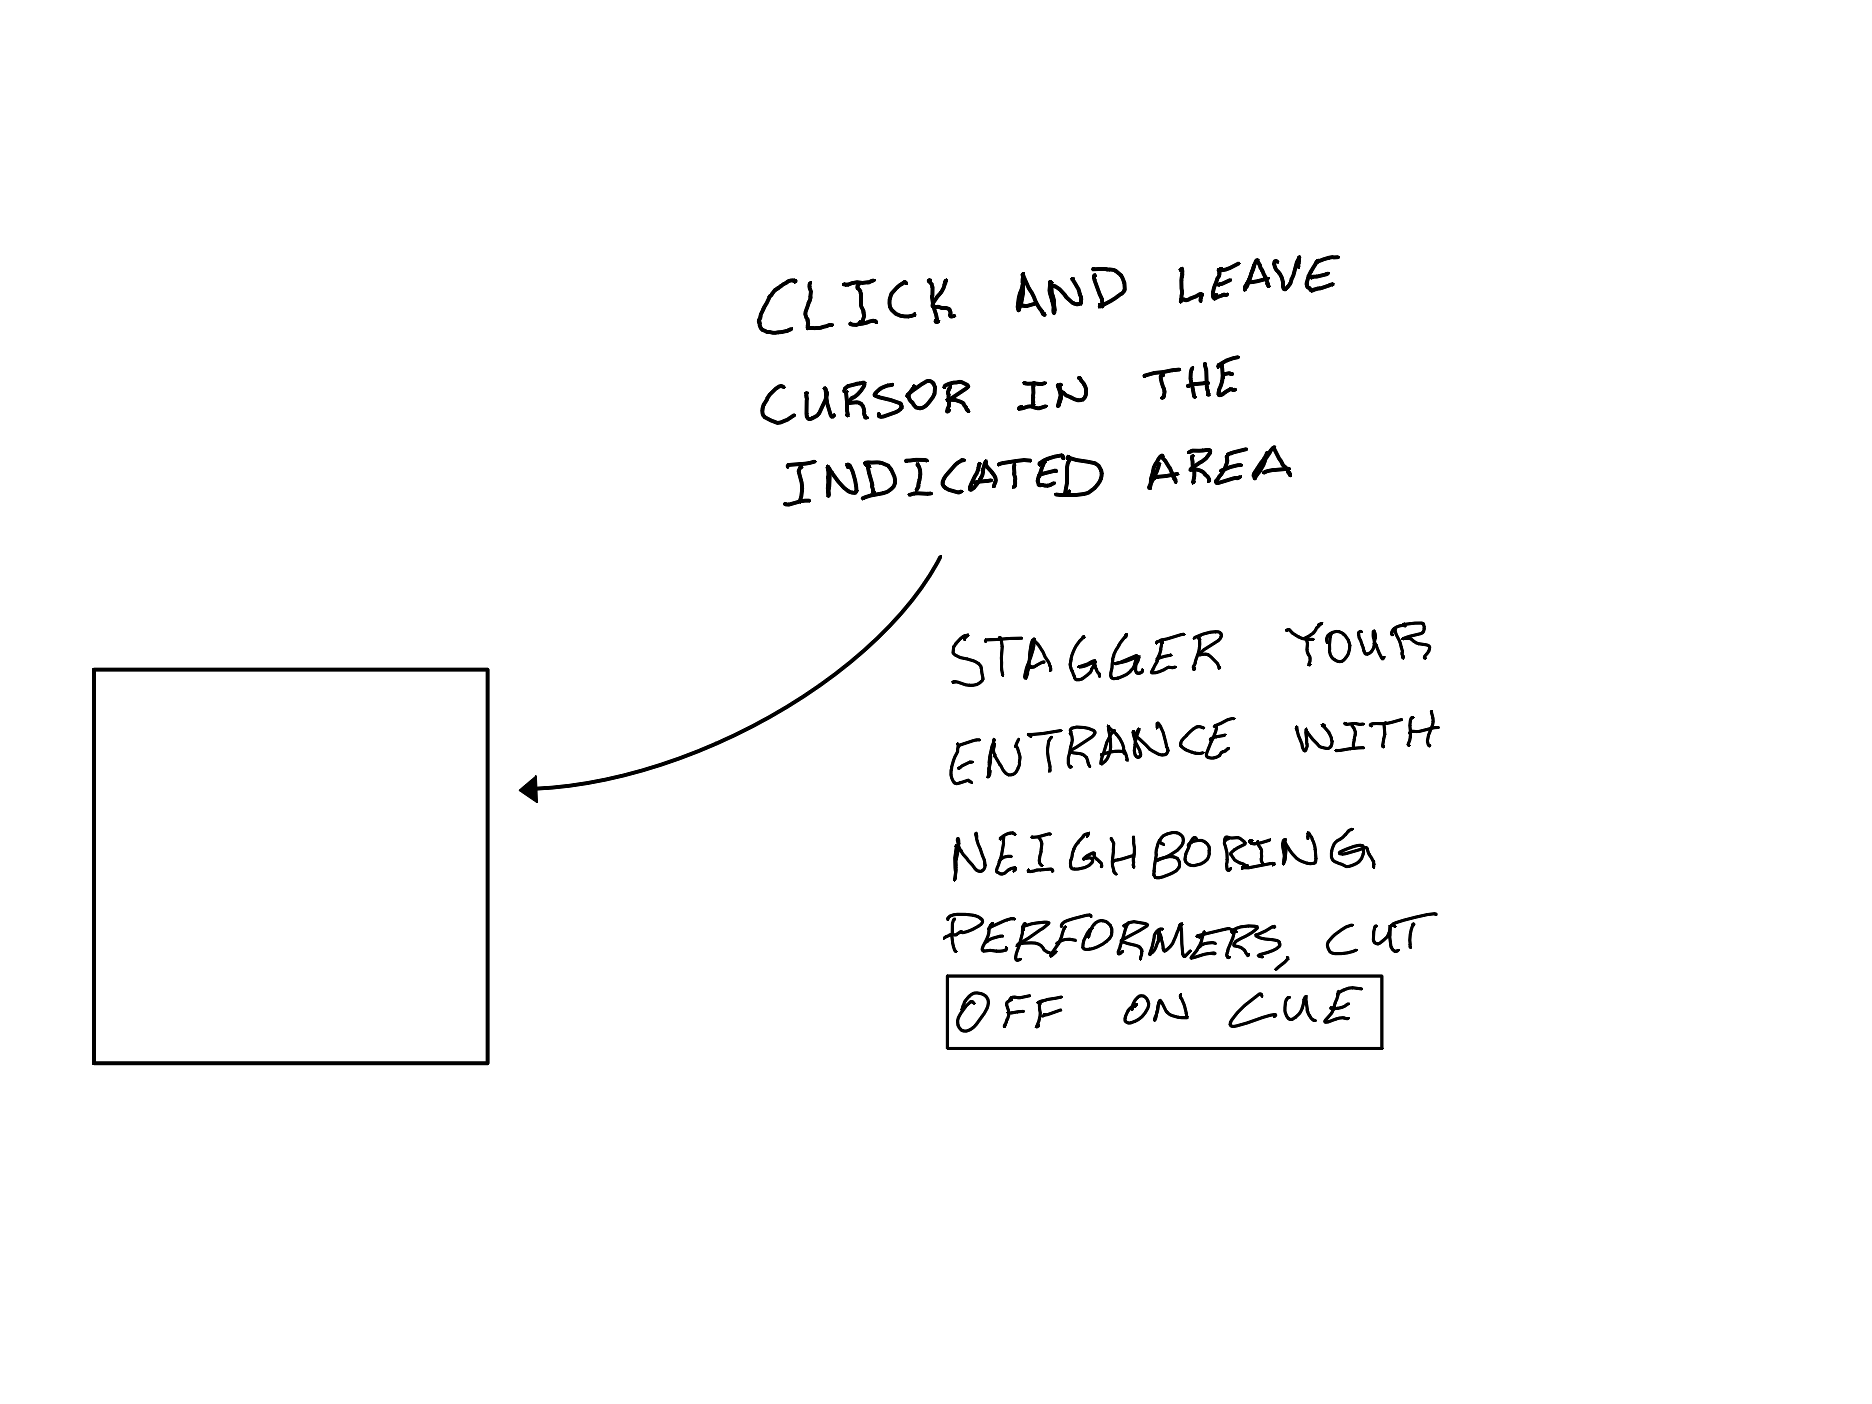 CLICK AND LEAVE
CURSOR IN THE
INDICATED AREA
STAGGER YOUR
ENTRANCE WITH
NEIGHBORING
PERFORMERS, CUT
OFF ON CUE